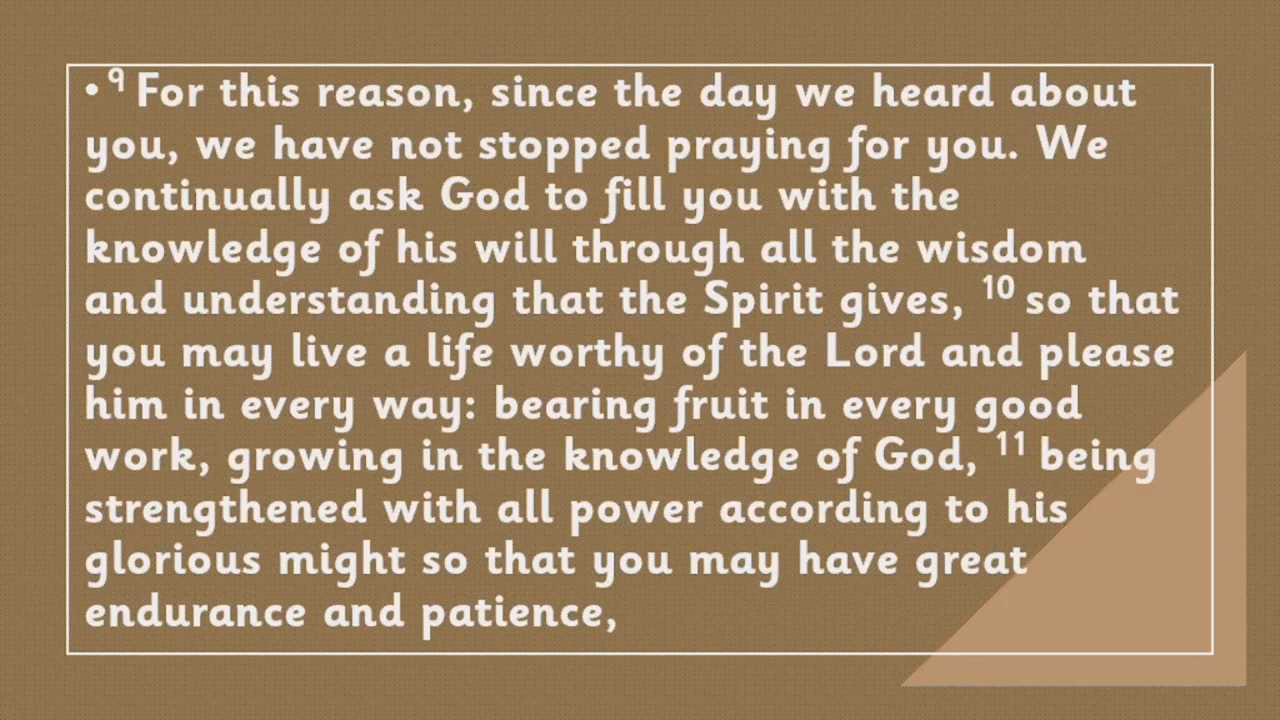 • 9 For this reason, since the day we heard about
you, we have not stopped praying for you. We
continually ask God to fill you with the
knowledge of his will through all the wisdom
and understanding that the Spirit gives, 10 so that
you may live a life worthy of the Lord and please
him in every way: bearing fruit in every good
work, growing in the knowledge of God, 11 being
strengthened with all power according to his
glorious might so that you may have great
endurance and patience,